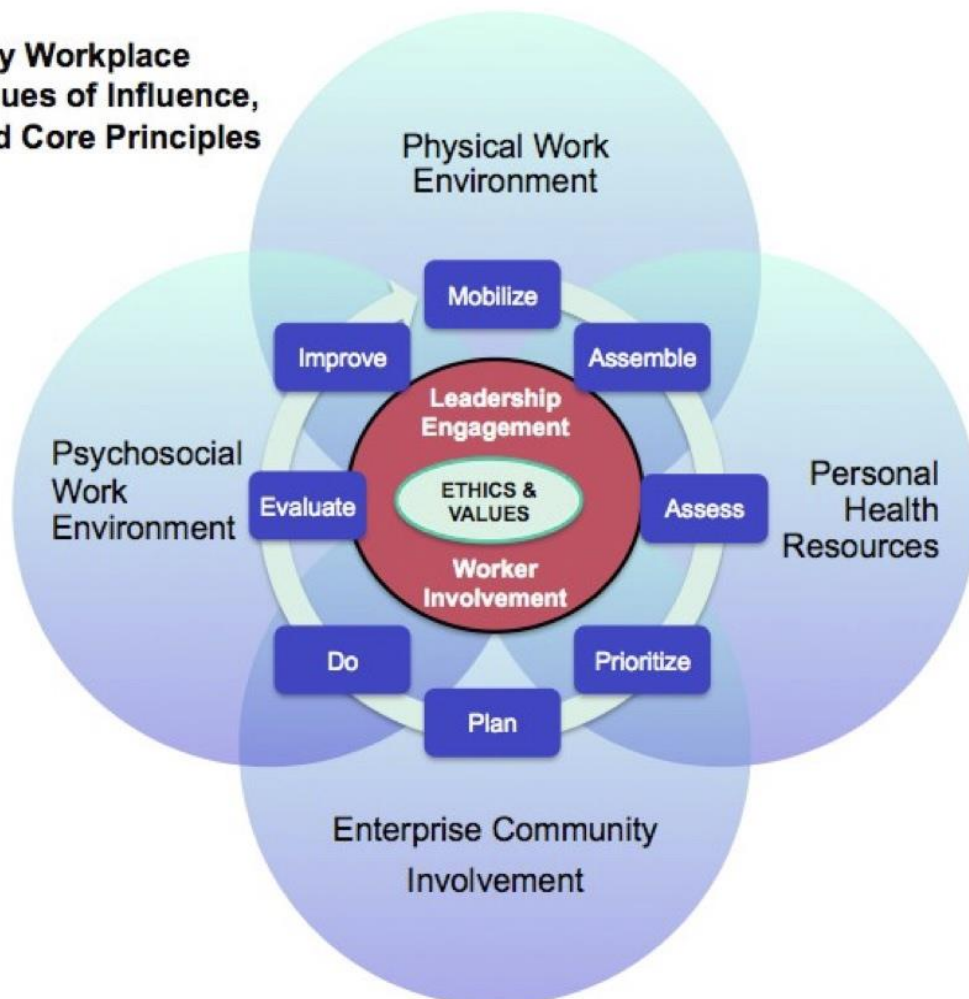 y Workplace
ues of Influence,
d Core Principles
Physical Work
Environment
Mobilize
Improve
Assemble
Leadership
Engagement
Psychosocial
Work
Environment
Evaluate
ETHICS &
VALUES
Assess
Personal
Health
Resources
Worker
Involvement
Do
Prioritize
Plan
Enterprise Community
Involvement